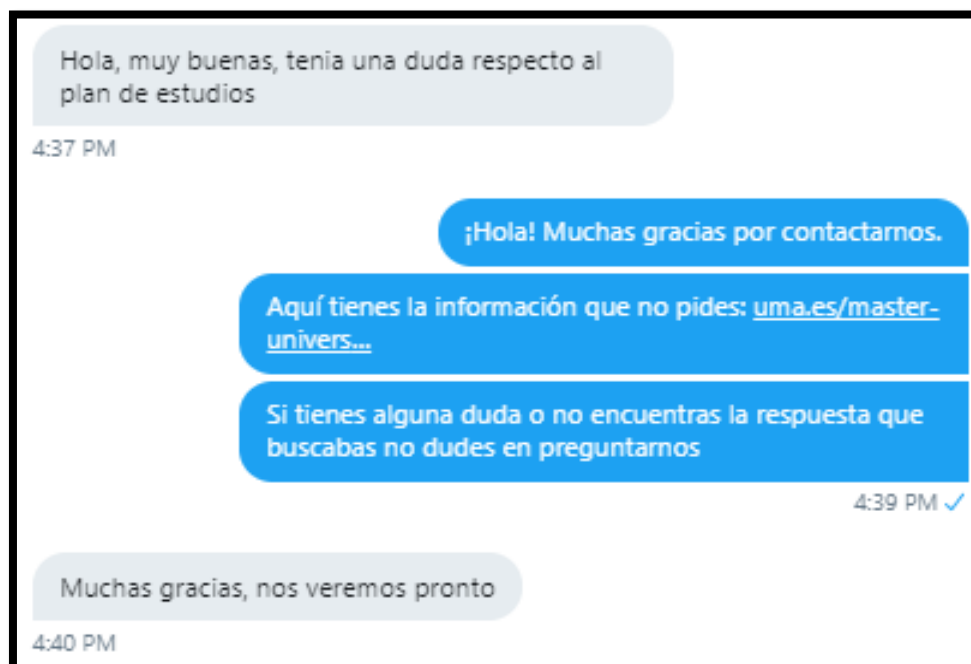 Hola, muy buenas, tenia una duda respecto al
plan de estudios
4:37 PM
¡Hola! Muchas gracias por contactarnos.
Aquí tienes la información que no pides: uma.es/master-
univers...
Si tienes alguna duda o no encuentras la respuesta que
buscabas no dudes en preguntarnos
4:39 PM
Muchas gracias, nos veremos pronto
4:40 PM